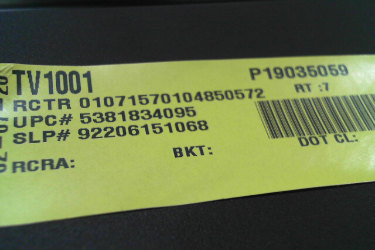 TV1001
P19035059
RCTR 01071570104850572
RT :7
UPC# 5381834095
SLP# 92206151068
DOT CL:
RCRA:
BKT: